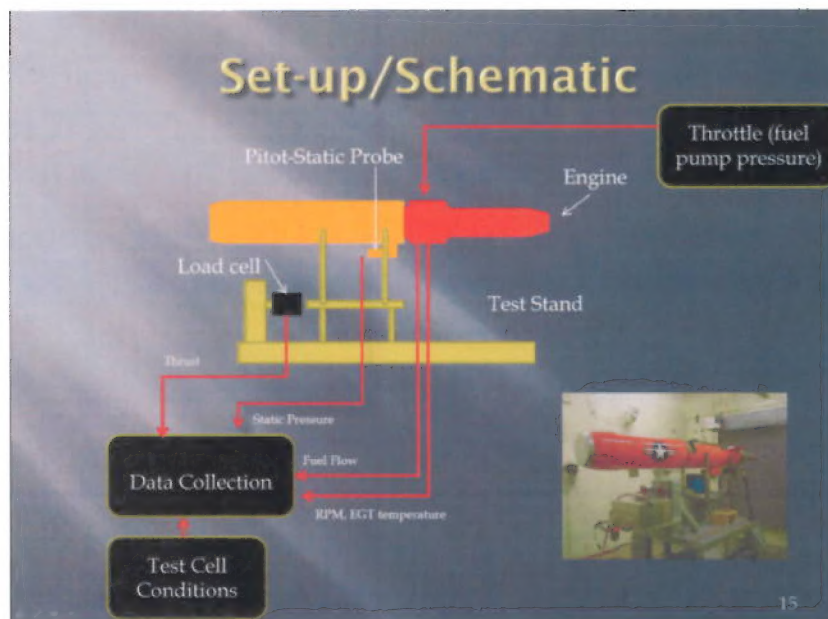 Set-up/Schematic
Throttle (fuel
pump pressure)
Pitot-Static Probe
Engine
Load cell
Test Stand
Thrust
Static Pressure
Fuel Flow
Data Collection
RPM, EGT temperature
Test Cell
Conditions
15